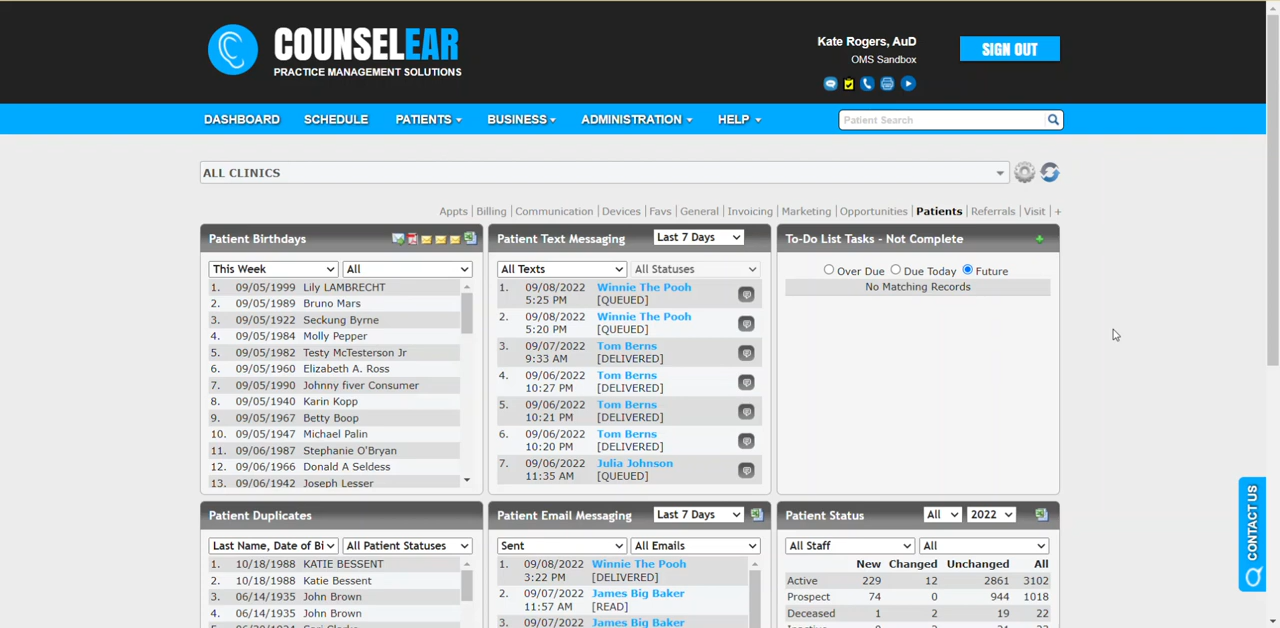 COUNSELEAR
PRACTICE MANAGEMENT SOLUTIONS
Kate Rogers, AuD
OMS Sandbox
SIGN OUT
DASHBOARD SCHEDULE PATIENTS BUSINESS ADMINISTRATION HELP
Patient Search
ALL CLINICS
Appts | Billing | Communication | Devices | Favs | General | Invoicing | Marketing | Opportunities | Patients | Referrals | Visit | +
Patient Birthdays
This Week All
1. 09/05/1999 Lily LAMBRECHT
2. 09/05/1989 Bruno Mars
3. 09/05/1922 Seckung Byrne
4. 09/05/1984 Molly Pepper
5. 09/05/1982 Testy McTesterson Jr
6. 09/05/1960 Elizabeth A. Ross
7. 09/05/1990 Johnny fiver Consumer
8. 09/05/1940 Karin Kopp
9. 09/05/1967 Betty Boop
10. 09/05/1947 Michael Palin
11. 09/06/1987 Stephanie O'Bryan
12. 09/06/1966 Donald A Seldess
13. 09/06/1942 Joseph Lesser
Patient Text Messaging Last 7 Days
All Texts All Statuses
1. 09/08/2022 Winnie The Pooh
5:25 PM [QUEUED]
2. 09/08/2022 Winnie The Pooh
5:20 PM [QUEUED]
3. 09/07/2022 Tom Berns
9:33 AM [DELIVERED]
4. 09/06/2022 Tom Berns
10:27 PM [DELIVERED]
5. 09/06/2022 Tom Berns
10:21 PM [DELIVERED]
6. 09/06/2022 Tom Berns
10:20 PM [DELIVERED]
7. 09/06/2022 Julia Johnson
11:35 AM [QUEUED]
To-Do List Tasks - Not Complete
Over Due Due Today Future
No Matching Records
Patient Duplicates
Last Name, Date of Bi All Patient Statuses
1. 10/18/1988 KATIE BESSENT
2. 10/18/1988 Katie Bessent
3. 06/14/1935 John Brown
4. 06/14/1935 John Brown
Patient Email Messaging Last 7 Days
Sent All Emails
1. 09/08/2022 Winnie The Pooh
3:22 PM [DELIVERED]
2. 09/07/2022 James Big Baker
11:57 AM [READ]
3. 09/07/2022 James Big Baker
Patient Status All 2022
All Staff All
New Changed Unchanged All
Active 229 12 2861 3102
Prospect 74 0 944 1018
Deceased 1 2 19 22
CONTACT US